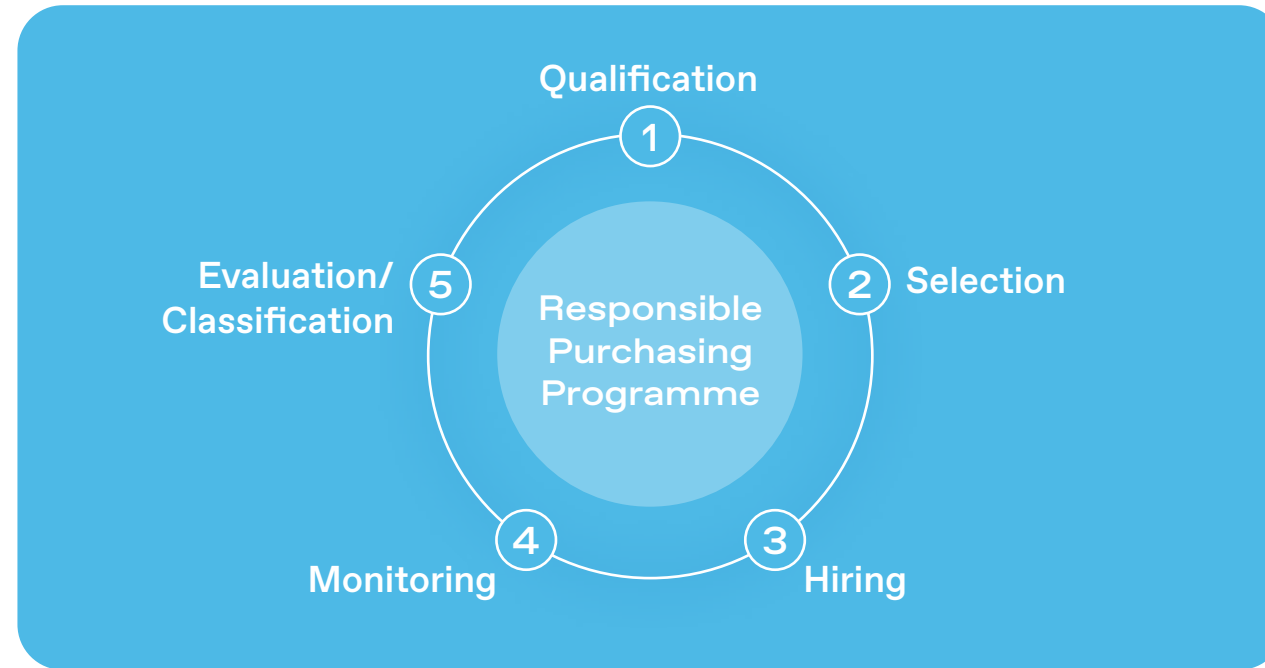 Qualification
1
2
Selection
3
Hiring
4
Monitoring
5
Evaluation/
Classification
Responsible
Purchasing
Programme